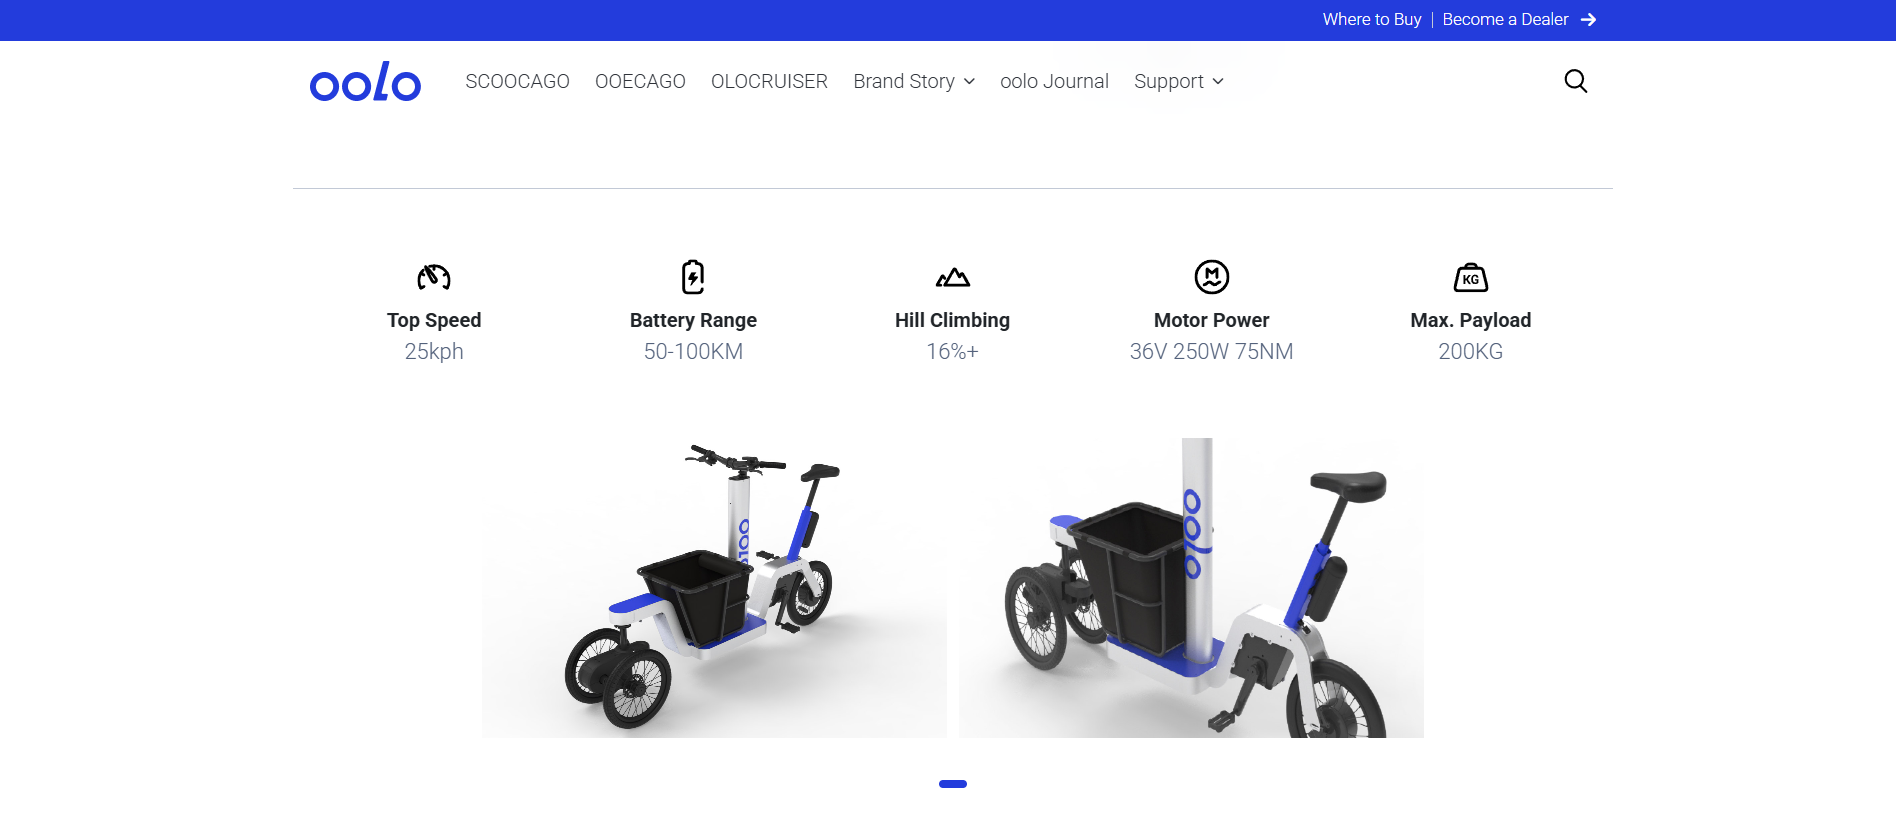 Where to Buy | Become a Dealer
oolo SCOOCAGO OOECAGO OLOCRUISER Brand Story oolo Journal Support
Top Speed Battery Range Hill Climbing Motor Power Max. Payload
25kph 50-100KM 16%+ 36V 250W 75NM 200KG
M
KG
oolo
oolo